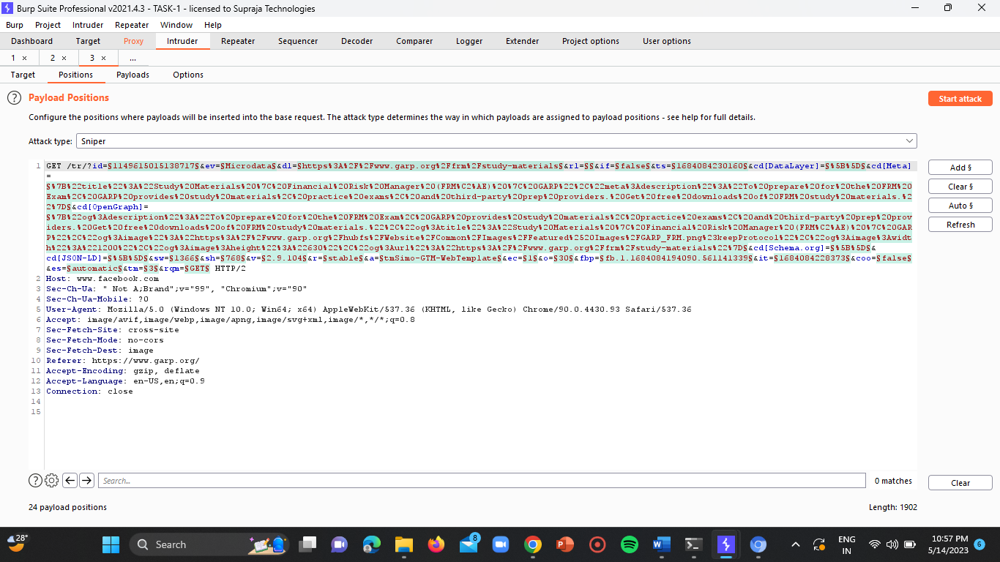 Burp Suite Professional v2021.4.3 - TASK-1 - licensed to Supraja Technologies
Burp Project Intruder Repeater Window Help
Dashboard Target Proxy Intruder Repeater Sequencer Decoder Comparer Logger Extender Project options User options
1 × 2 × 3 × ...
Target Positions Payloads Options
? Payload Positions
Start attack
Configure the positions where payloads will be inserted into the base request. The attack type determines the way in which payloads are assigned to payload positions - see help for full details.
Attack type: Sniper
Add §
Clear §
Auto §
Refresh
1 GET /tr/?id=§1149615015138717§&ev=§Microdata§&dl=§https%3A%2F%2Fwww.garp.org%2Ffrm%2Fstudy-materials§&rl=§§&if=§false§&ts=§1684084230160§&cd[DataLayer]=§%5B%5D§&cd[Meta]
=
§%7B%22title%22%3A%22Study%20Materials%20%7C%20Financial%20Risk%20Manager%20(FRM%C2%AE)%20%7C%20GARP%22%2C%22meta%3Adescription%22%3A%22To%20prepare%20for%20the%20FRM%20
Exam%2C%20GARP%20provides%20study%20materials%2C%20practice%20exams%2C%20and%20third-party%20prep%20providers.%20Get%20free%20downloads%20of%20FRM%20study%20materials.%2
2%7D§&cd[OpenGraph]=
§%7B%22og%3Adescription%22%3A%22To%20prepare%20for%20the%20FRM%20Exam%2C%20GARP%20provides%20study%20materials%2C%20practice%20exams%2C%20and%20third-party%20prep%20prov
iders.%20Get%20free%20downloads%20of%20FRM%20study%20materials.%22%2C%22og%3Atitle%22%3A%22Study%20Materials%20%7C%20Financial%20Risk%20Manager%20(FRM%C2%AE)%20%7C%20GAR
P%22%2C%22og%3Aimage%22%3A%22https%3A%2F%2Fwww.garp.org%2Fhubfs%2FWebsite%2FCommon%2FImages%2FFeatured%2520Images%2FGARP_FRM.png%23keepProtocol%22%2C%22og%3Aimage%3Awidt
h%22%3A%221200%22%2C%22og%3Aimage%3Aheight%22%3A%22630%22%2C%22og%3Aurl%22%3A%22https%3A%2F%2Fwww.garp.org%2Ffrm%2Fstudy-materials%22%7D§&cd[Schema.org]=§%5B%5D§&
cd[JSON-LD]=§%5B%5D§&sw=§1366§&sh=§768§&v=§2.9.104§&r=§stable§&a=§tmSimo-GTM-WebTemplate§&ec=§1§&o=§30§&fbp=§fb.1.1684084194090.561141339§&it=§1684084228373§&coo=§false§
&es=§automatic§&tm=§3§&rqm=§GET§ HTTP/2
2 Host: www.facebook.com
3 Sec-Ch-Ua: " Not A;Brand";v="99", "Chromium";v="90"
4 Sec-Ch-Ua-Mobile: ?0
5 User-Agent: Mozilla/5.0 (Windows NT 10.0; Win64; x64) AppleWebKit/537.36 (KHTML, like Gecko) Chrome/90.0.4430.93 Safari/537.36
6 Accept: image/avif,image/webp,image/apng,image/svg+xml,image/*,*/*;q=0.8
7 Sec-Fetch-Site: cross-site
8 Sec-Fetch-Mode: no-cors
9 Sec-Fetch-Dest: image
10 Referer: https://www.garp.org/
11 Accept-Encoding: gzip, deflate
12 Accept-Language: en-US,en;q=0.9
13 Connection: close
14
15
? Search... 0 matches Clear
24 payload positions Length: 1902
28° Search 8 ENG IN 10:57 PM 5/14/2023 6